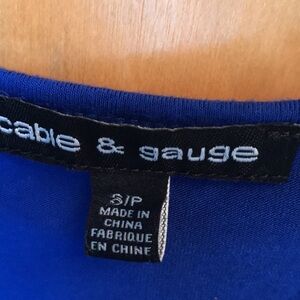 cable & gauge
S/P
MADE IN
CHINA
FABRIQUE
EN CHINE